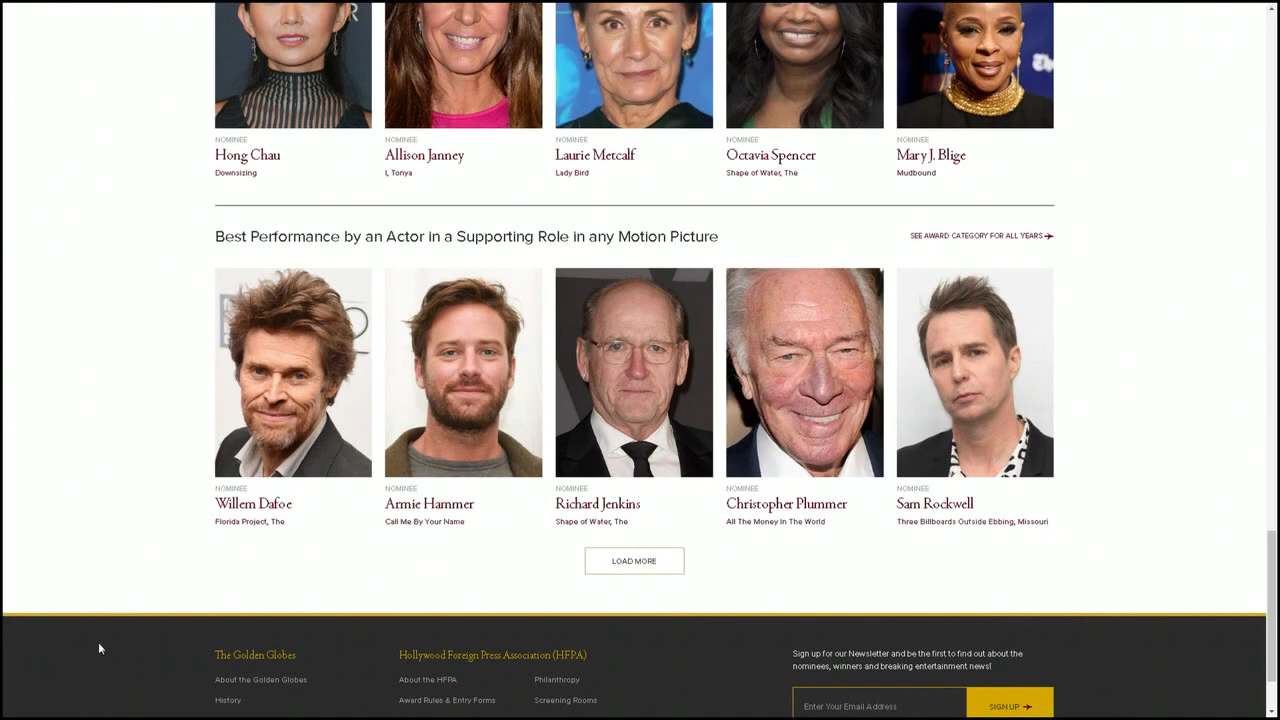 NOMINEE NOMINEE NOMINEE NOMINEE NOMINEE
Hong Chau Allison Janney Laurie Metcalf Octavia Spencer Mary J. Blige
Downsizing I, Tonya Lady Bird Shape of Water, The Mudbound
Best Performance by an Actor in a Supporting Role in any Motion Picture SEE AWARD CATEGORY FOR ALL YEARS
NOMINEE NOMINEE NOMINEE NOMINEE NOMINEE
Willem Dafoe Armie Hammer Richard Jenkins Christopher Plummer Sam Rockwell
Florida Project, The Call Me By Your Name Shape of Water, The All The Money In The World Three Billboards Outside Ebbing, Missouri
LOAD MORE
The Golden Globes Hollywood Foreign Press Association (HFPA) Sign up for our Newsletter and be the first to find out about the
nominees, winners and breaking entertainment news!
About the Golden Globes About the HFPA Philanthropy
History Award Rules & Entry Forms Screening Rooms Enter Your Email Address SIGN UP